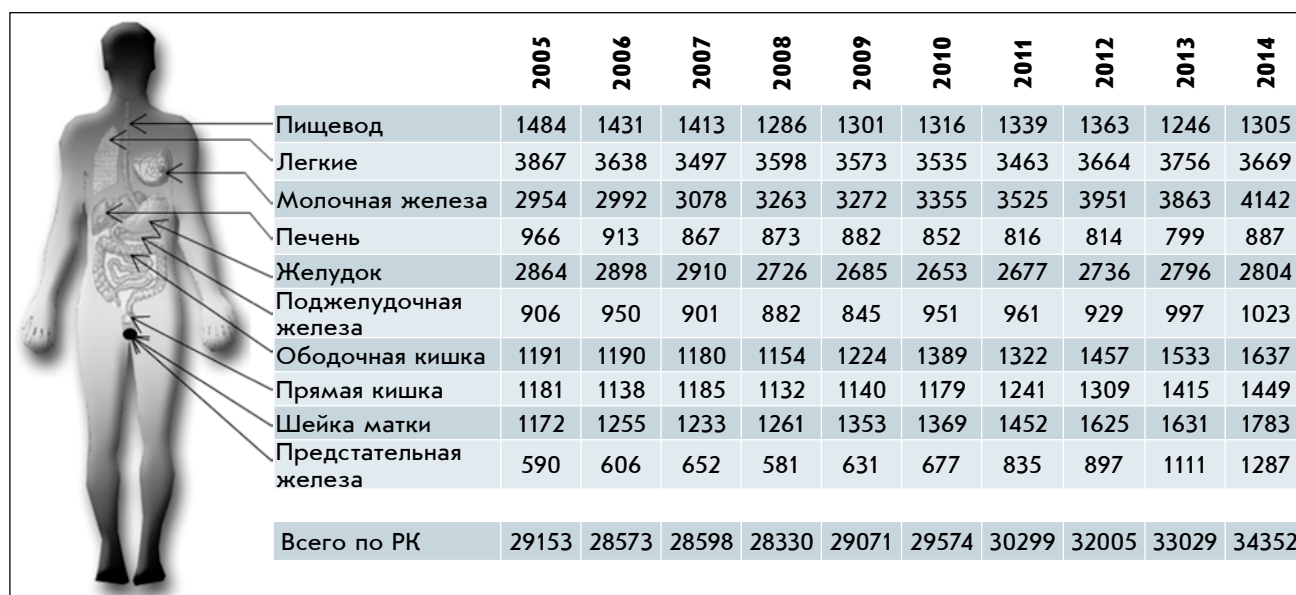 2005 2006 2007 2008 2009 2010 2011 2012 2013 2014
Пищевод 1484 1431 1413 1286 1301 1316 1339 1363 1246 1305
Легкие 3867 3638 3497 3598 3573 3535 3463 3664 3756 3669
Молочная железа 2954 2992 3078 3263 3272 3355 3525 3951 3863 4142
Печень 966 913 867 873 882 852 816 814 799 887
Желудок 2864 2898 2910 2726 2685 2653 2677 2736 2796 2804
Поджелудочная
железа 906 950 901 882 845 951 961 929 997 1023
Ободочная кишка 1191 1190 1180 1154 1224 1389 1322 1457 1533 1637
Прямая кишка 1181 1138 1185 1132 1140 1179 1241 1309 1415 1449
Шейка матки 1172 1255 1233 1261 1353 1369 1452 1625 1631 1783
Предстательная
железа 590 606 652 581 631 677 835 897 1111 1287
Всего по РК 29153 28573 28598 28330 29071 29574 30299 32005 33029 34352